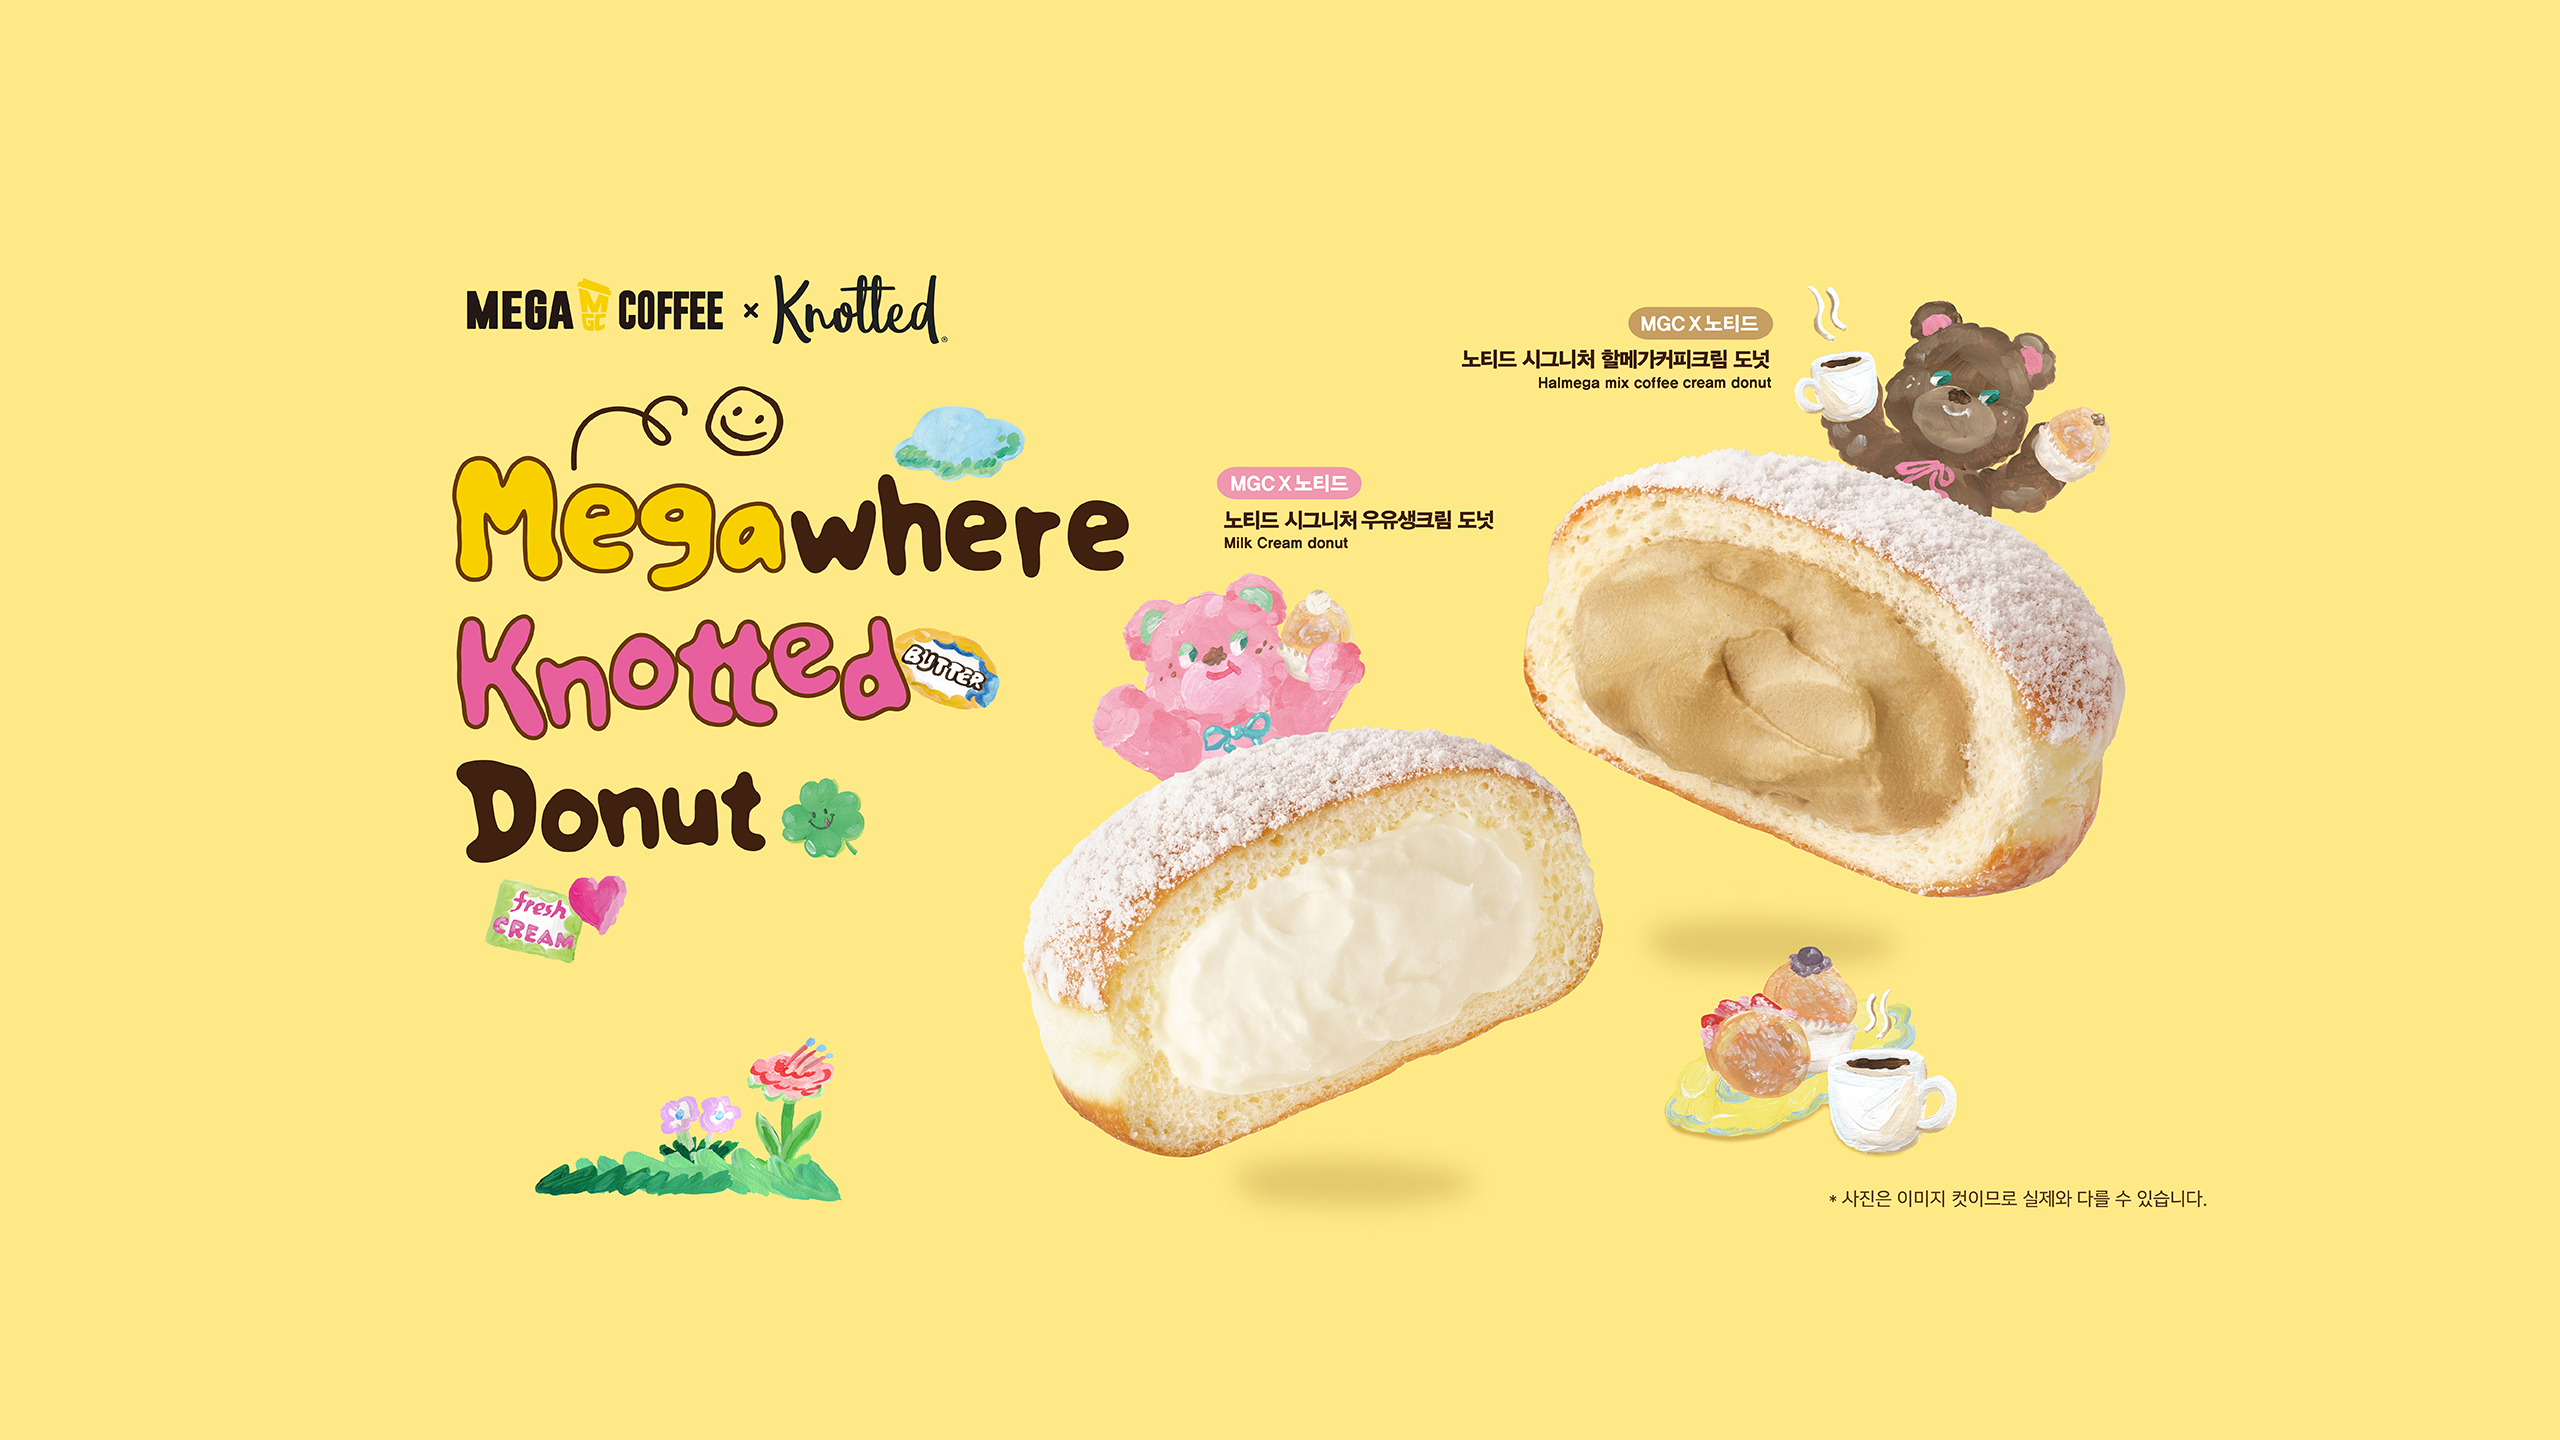 MEGA MGC COFFEE × Knotted®
Megawhere
Knotted
BUTTER
Donut
fresh
CREAM
MGC X 노티드
노티드 시그니처 우유생크림 도넛
Milk Cream donut
MGC X 노티드
노티드 시그니처 할메가커피크림 도넛
Halmega mix coffee cream donut
* 사진은 이미지 컷이므로 실제와 다를 수 있습니다.